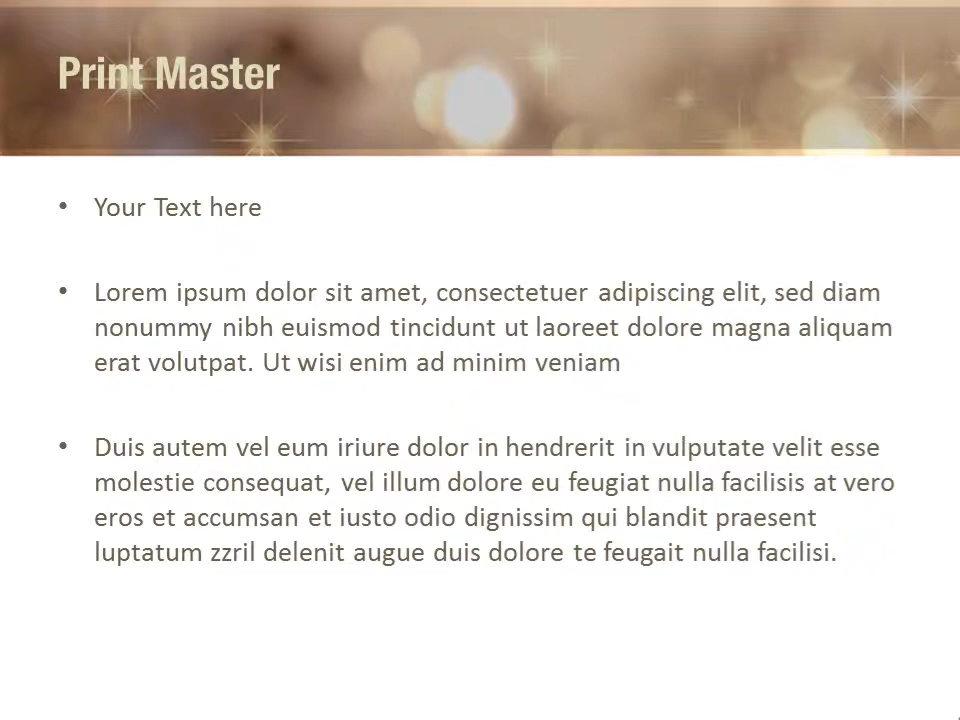 Print Master
• Your Text here
• Lorem ipsum dolor sit amet, consectetuer adipiscing elit, sed diam
nonummy nibh euismod tincidunt ut laoreet dolore magna aliquam
erat volutpat. Ut wisi enim ad minim veniam
• Duis autem vel eum iriure dolor in hendrerit in vulputate velit esse
molestie consequat, vel illum dolore eu feugiat nulla facilisis at vero
eros et accumsan et iusto odio dignissim qui blandit praesent
luptatum zzril delenit augue duis dolore te feugait nulla facilisi.